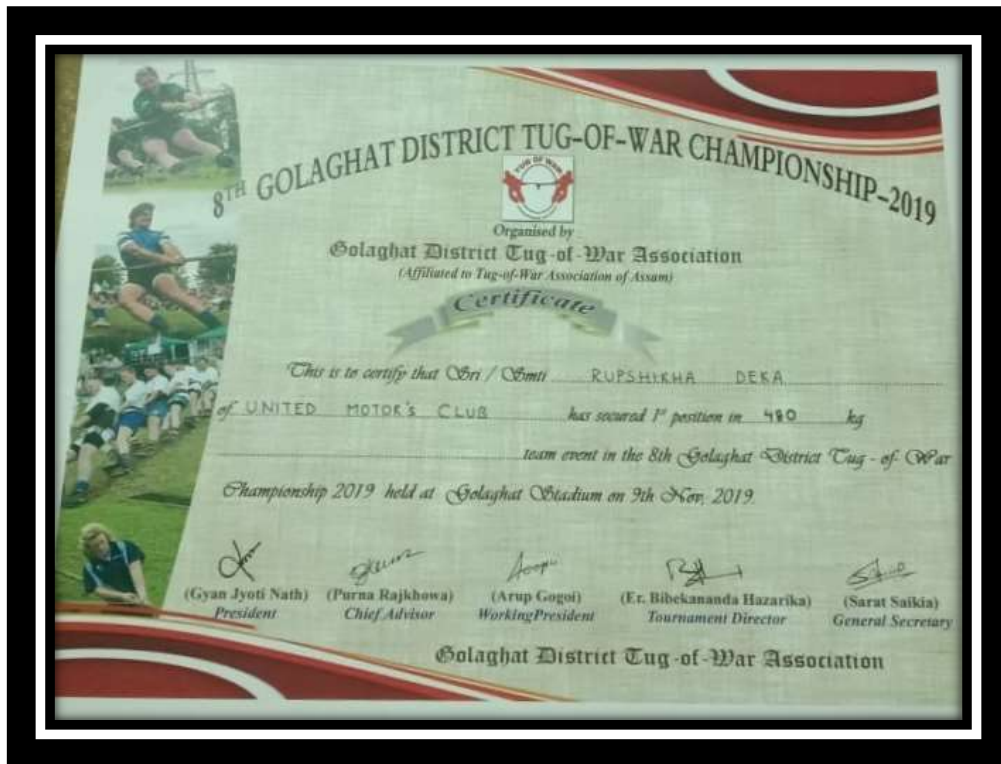 8TH GOLAGHAT DISTRICT TUG-OF-WAR CHAMPIONSHIP-2019
TUG OF WAR
Organised by
Golaghat District Tug-of-War Association
(Affiliated to Tug-of-War Association of Assam)
Certificate
This is to certify that Sri / Smti RUPSHIKHA DEKA
of UNITED MOTOR'S CLUB has secured 1st position in 480 kg
team event in the 8th Golaghat District Tug - of - War
Championship 2019 held at Golaghat Stadium on 9th Nov, 2019.
(Gyan Jyoti Nath) (Purna Rajkhowa) (Arup Gogoi) (Er. Bibekananda Hazarika) (Sarat Saikia)
President Chief Advisor WorkingPresident Tournament Director General Secretary
Golaghat District Tug-of-War Association